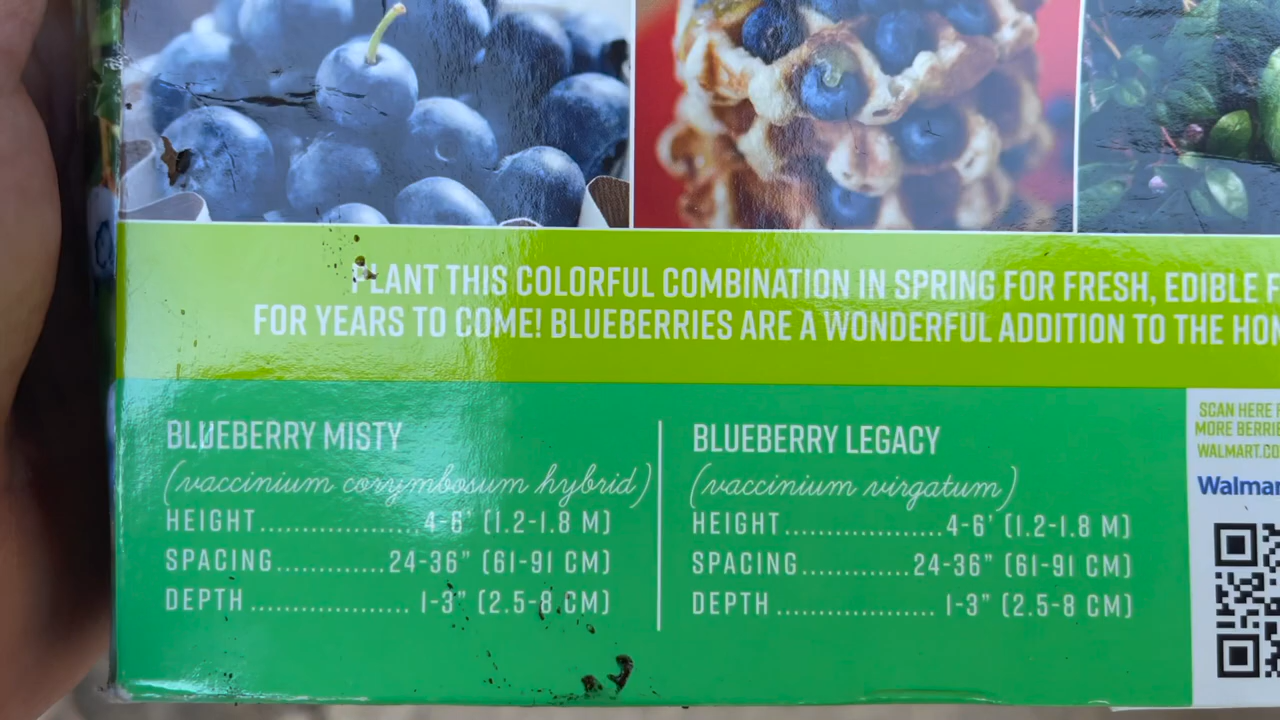 PLANT THIS COLORFUL COMBINATION IN SPRING FOR FRESH, EDIBLE
FOR YEARS TO COME! BLUEBERRIES ARE A WONDERFUL ADDITION TO THE
BLUEBERRY MISTY
(vaccinium corymbosum hybrid)
HEIGHT..................4-6' (1.2-1.8 M)
SPACING............24-36" (61-91 CM)
DEPTH.................. 1-3" (2.5-8 CM)
BLUEBERRY LEGACY
(vaccinium virgatum)
HEIGHT..................4-6' (1.2-1.8 M)
SPACING............24-36" (61-91 CM)
DEPTH.................. 1-3" (2.5-8 CM)
SCAN HERE
MORE
WALMART.CO
Walmar